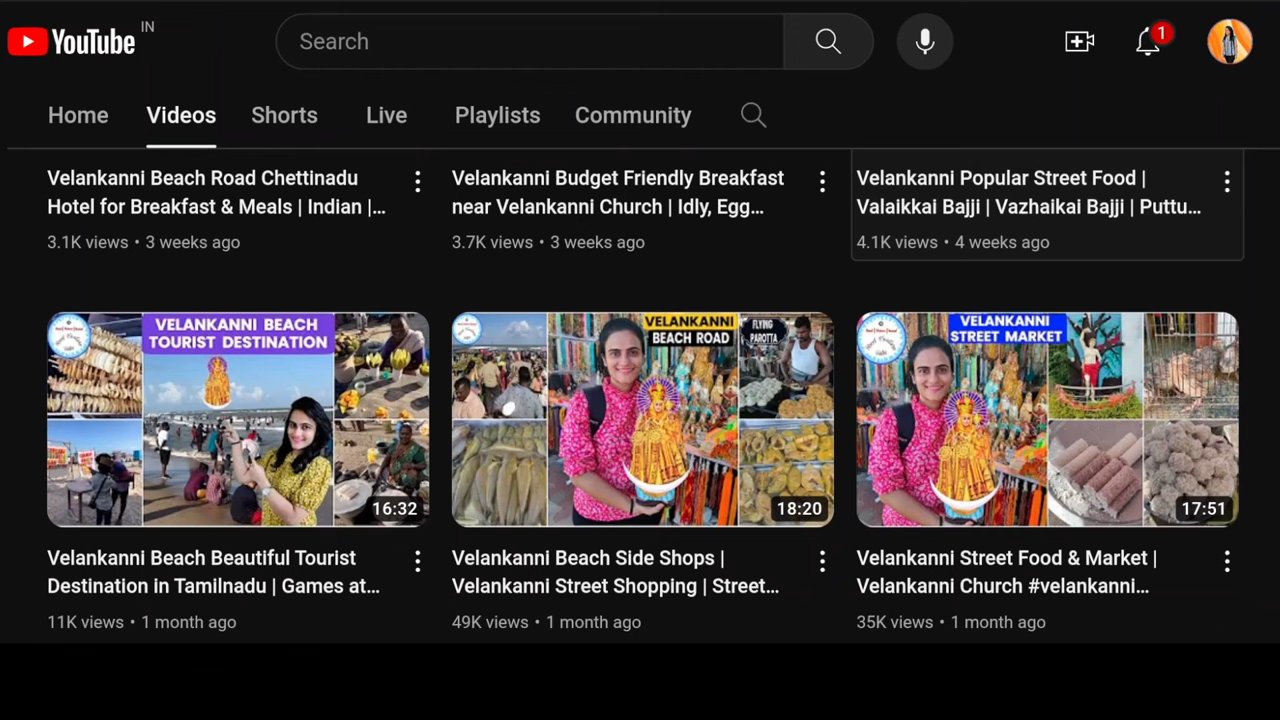 YouTube IN
Search
1
Home Videos Shorts Live Playlists Community
Velankanni Beach Road Chettinadu
Hotel for Breakfast & Meals | Indian |...
3.1K views • 3 weeks ago
Velankanni Budget Friendly Breakfast
near Velankanni Church | Idly, Egg...
3.7K views • 3 weeks ago
Velankanni Popular Street Food |
Valaikkai Bajji | Vazhaikai Bajji | Puttu...
4.1K views • 4 weeks ago
VELANKANNI BEACH
TOURIST DESTINATION
16:32
VELANKANNI
BEACH ROAD
FLYING
PAROTTA
18:20
VELANKANNI
STREET MARKET
17:51
Velankanni Beach Beautiful Tourist
Destination in Tamilnadu | Games at...
11K views • 1 month ago
Velankanni Beach Side Shops |
Velankanni Street Shopping | Street...
49K views • 1 month ago
Velankanni Street Food & Market |
Velankanni Church #velankanni...
35K views • 1 month ago